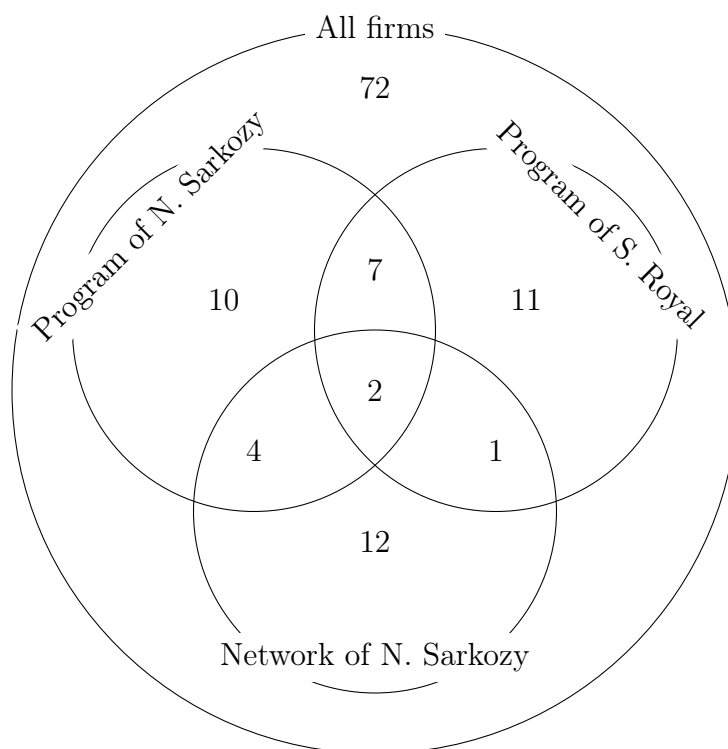 All firms
72
Program of N. Sarkozy
Program of S. Royal
7
10
11
2
4
1
12
Network of N. Sarkozy